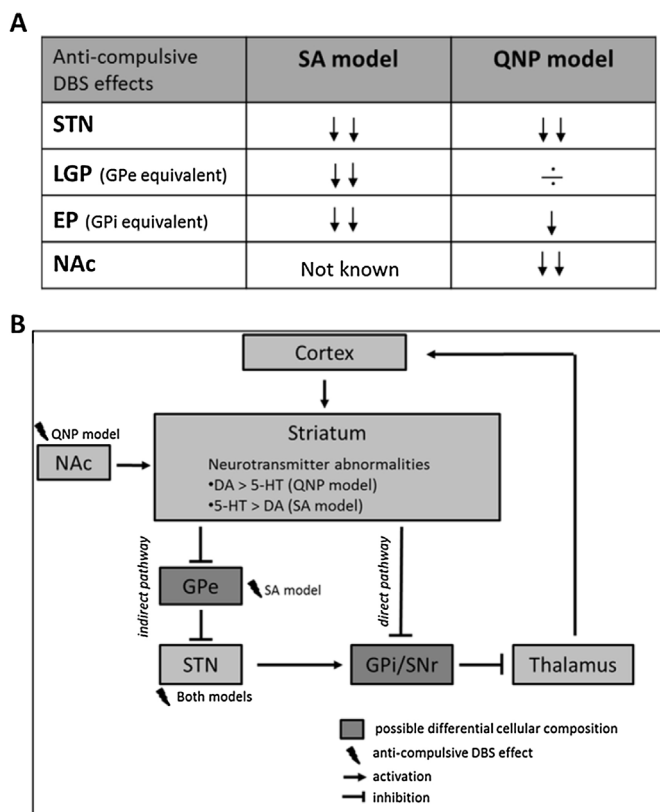 A
Anti-compulsive
DBS effects
SA model
QNP model
STN
↓↓
↓↓
LGP (GPe equivalent)
↓↓
÷
EP (GPi equivalent)
↓↓
↓
NAc
Not known
↓↓
B
Cortex
QNP model
NAc
Striatum
Neurotransmitter abnormalities
•DA > 5-HT (QNP model)
•5-HT > DA (SA model)
indirect pathway
direct pathway
GPe
SA model
STN
GPi/SNr
Thalamus
Both models
possible differential cellular composition
anti-compulsive DBS effect
activation
inhibition